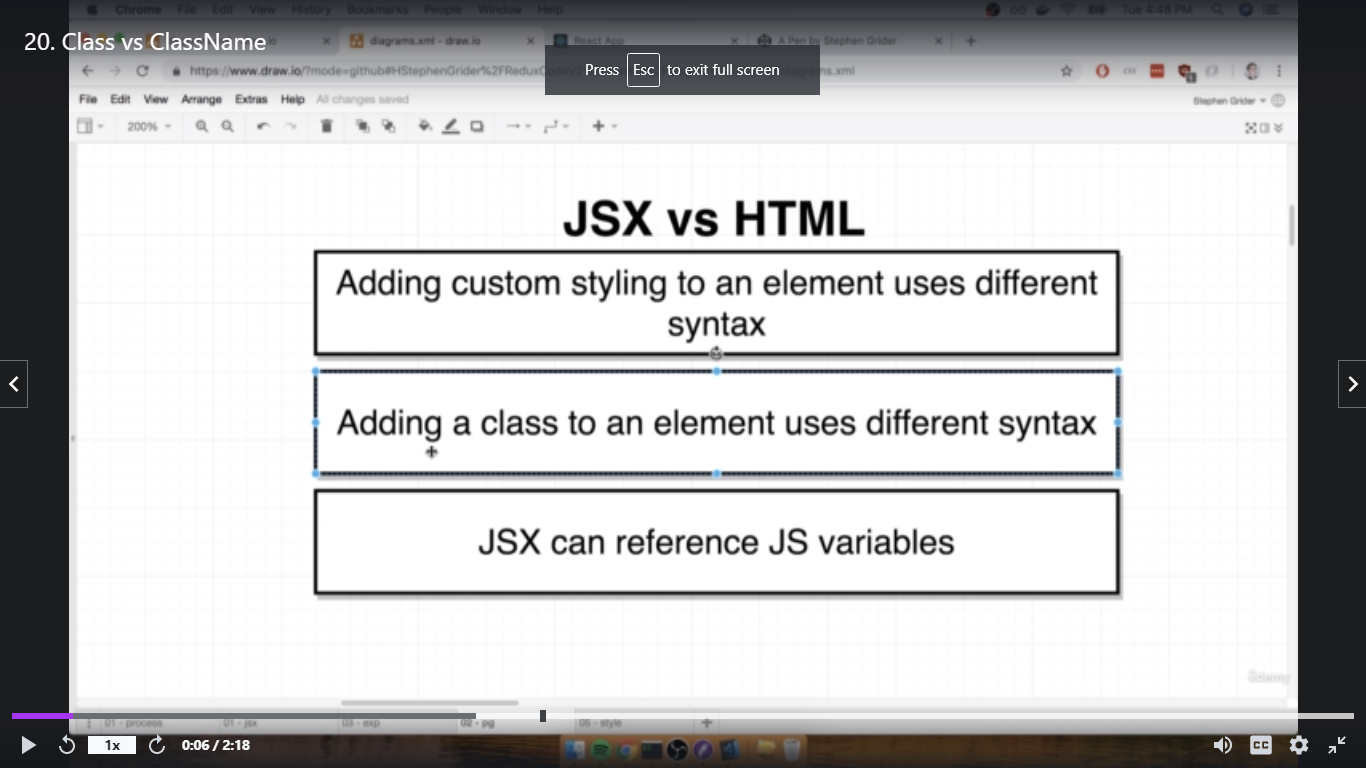 Chrome File Edit View History Bookmarks People Window Help Tue 4:48 PM
20. Class vs ClassName
diagrams.xml - draw.io
React App
A Pen by Stephen Grider
Press Esc to exit full screen
https://www.draw.io/?mode=github#HStephenGrider%2FRedux
File Edit View Arrange Extras Help All changes saved
Stephen Grider
200%
JSX vs HTML
Adding custom styling to an element uses different
syntax
Adding a class to an element uses different syntax
JSX can reference JS variables
Udemy
01 - process 01 - jsx 03 - exp 02 - pg 05 - style
1x 0:06 / 2:18 CC